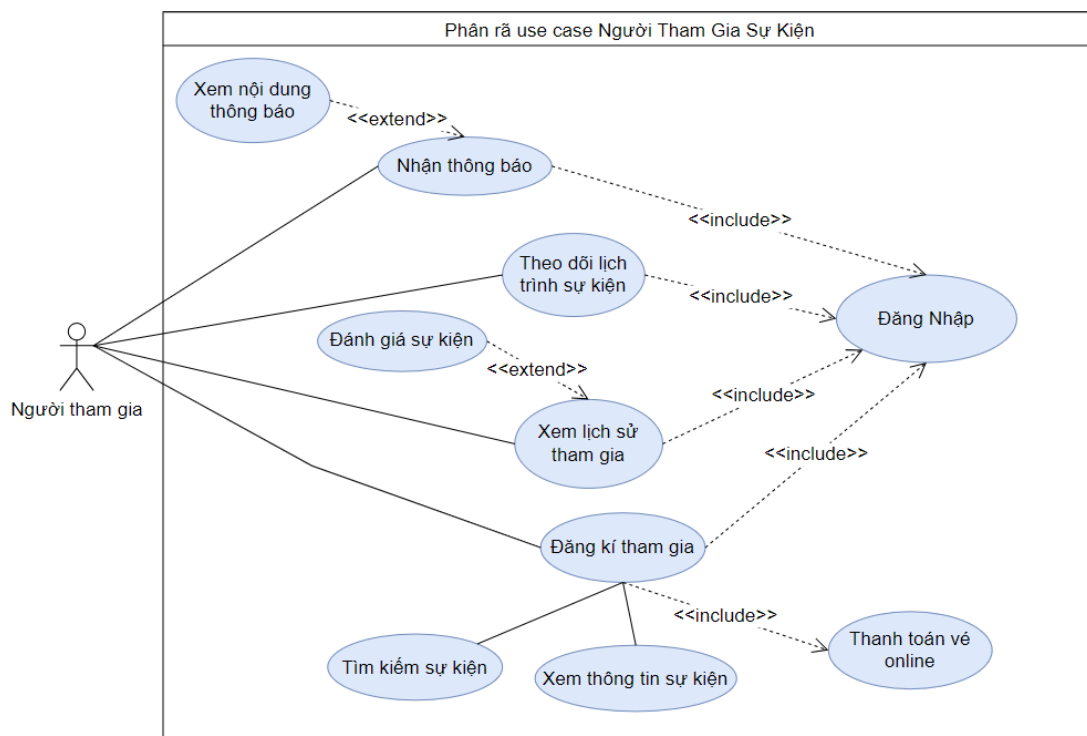 Phân rã use case Người Tham Gia Sự Kiện
Xem nội dung
thông báo
<<extend>>
Nhận thông báo
<<include>>
Theo dõi lịch
trình sự kiện
<<include>>
Đăng Nhập
Đánh giá sự kiện
<<extend>>
Người tham gia
<<include>>
Xem lịch sử
tham gia
<<include>>
Đăng kí tham gia
<<include>>
Thanh toán vé
online
Tìm kiếm sự kiện
Xem thông tin sự kiện